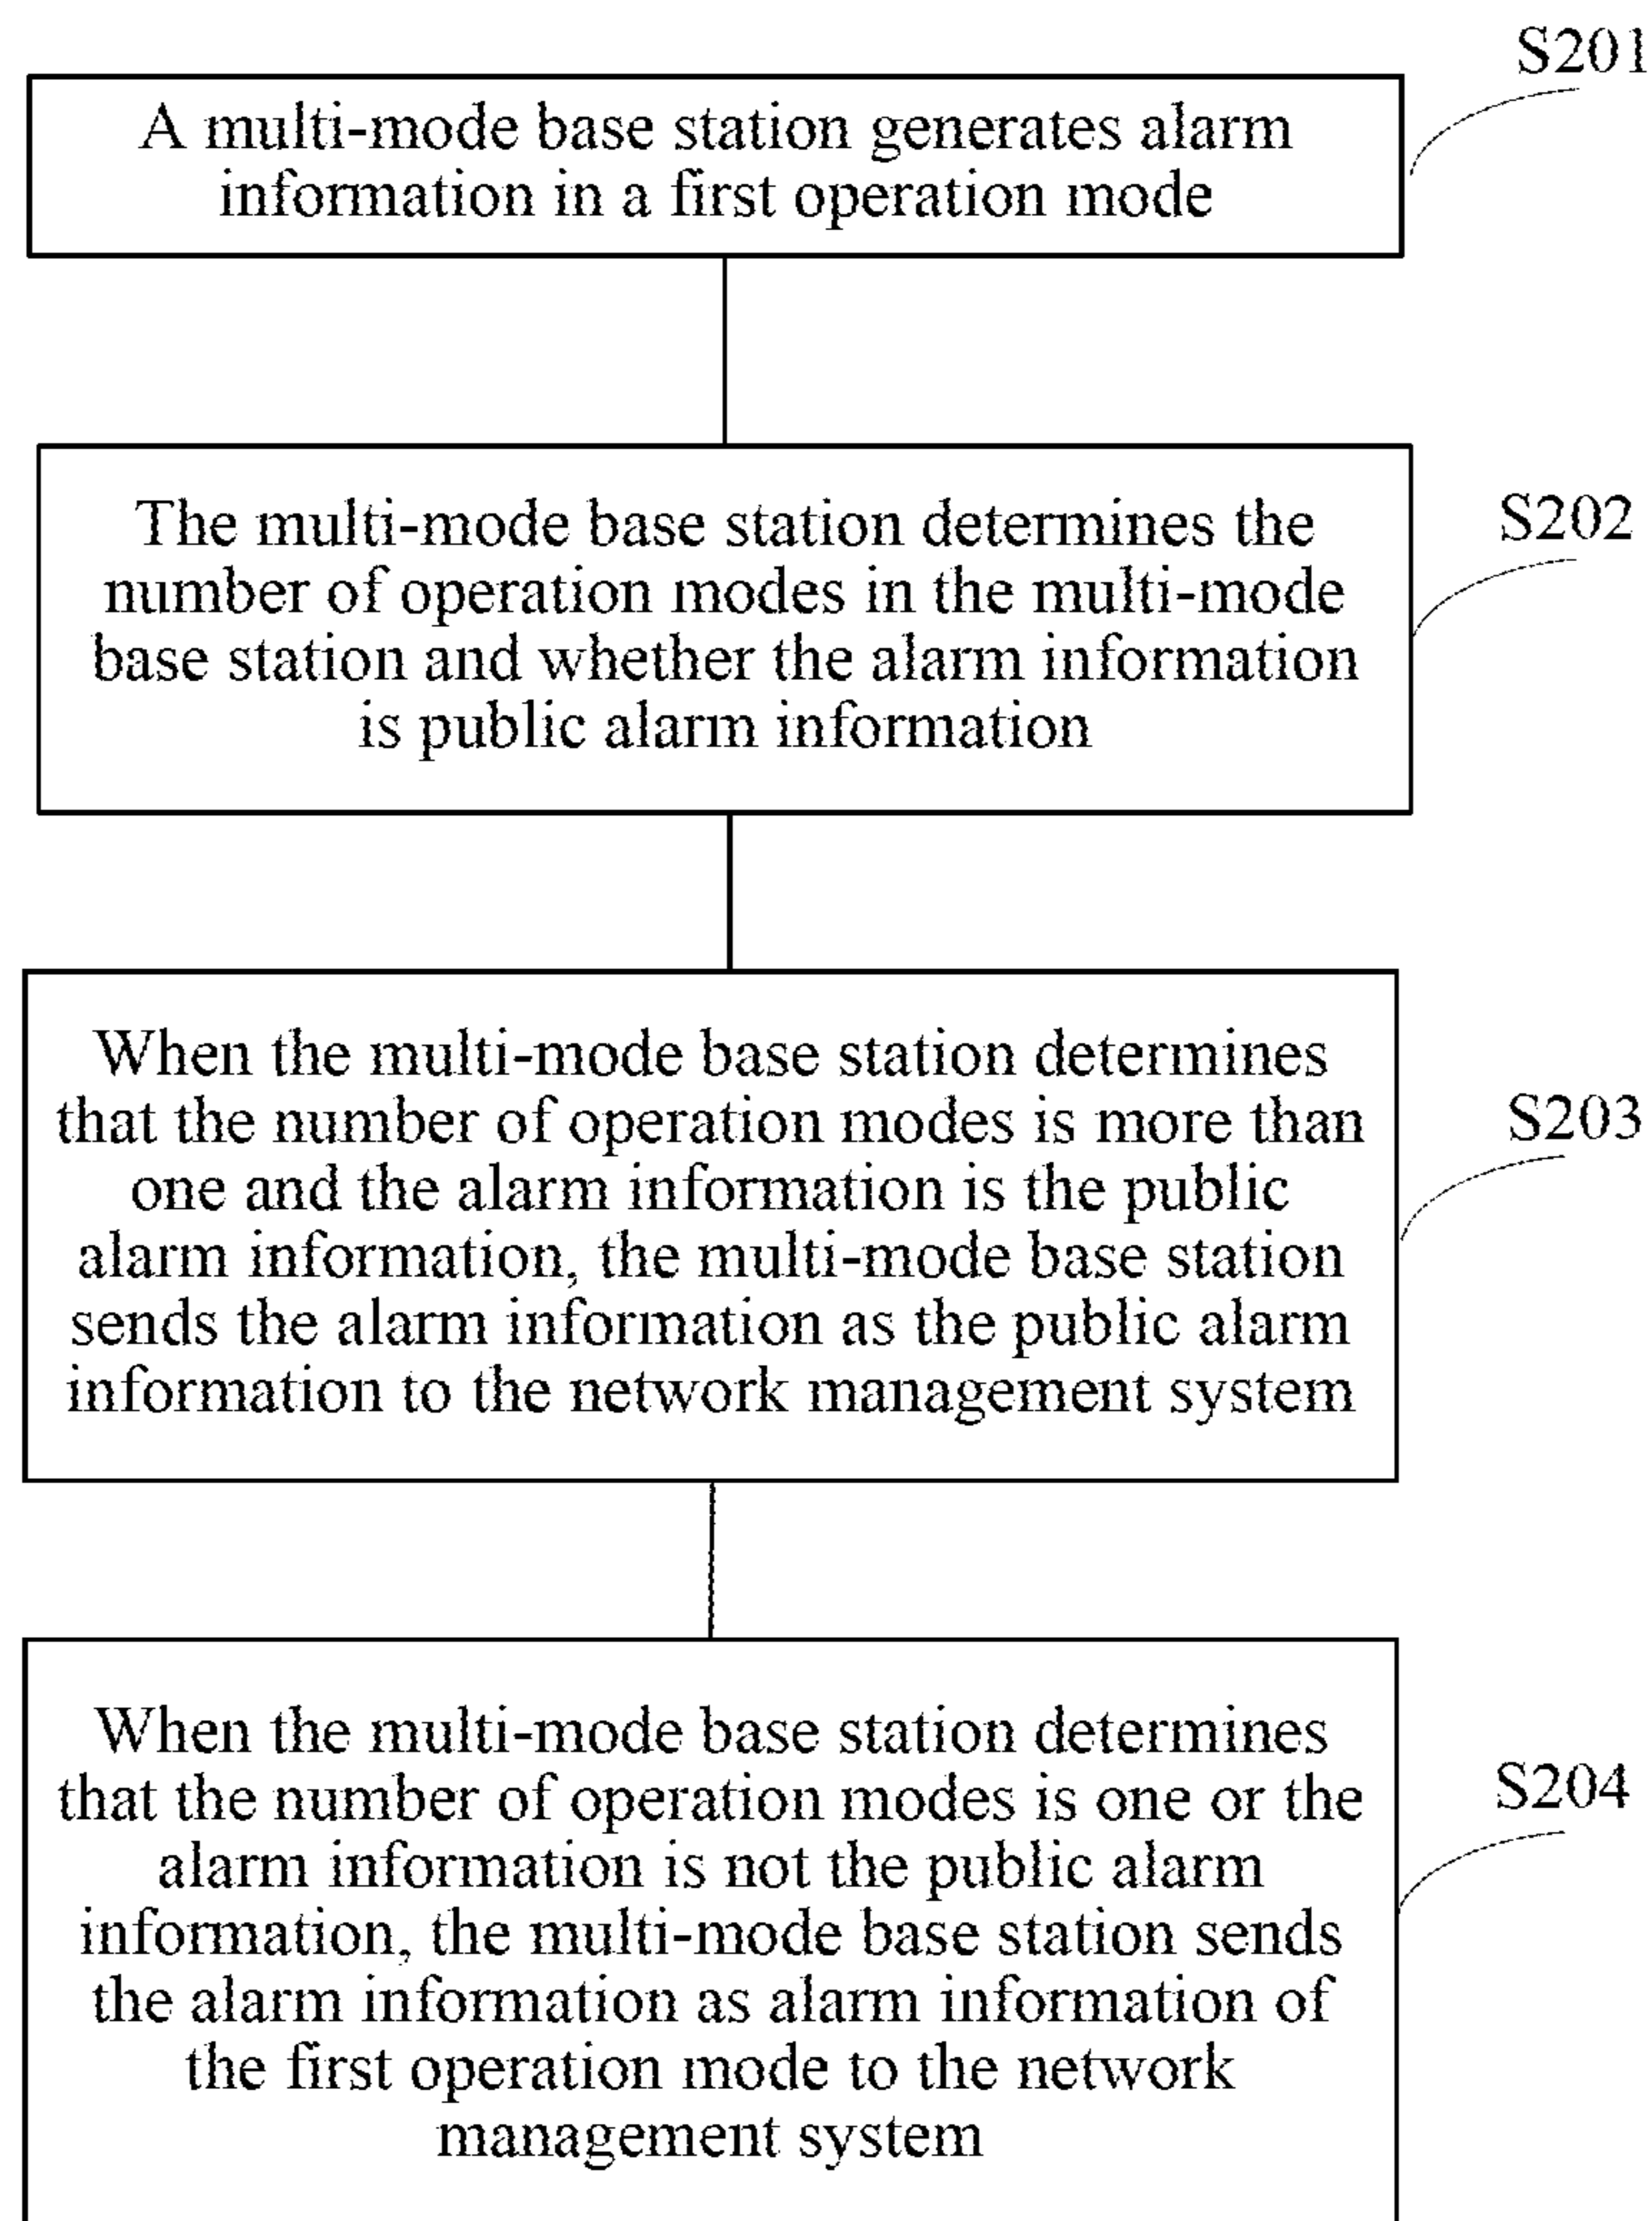 S201
A multi-mode base station generates alarm
information in a first operation mode
S202
The multi-mode base station determines the
number of operation modes in the multi-mode
base station and whether the alarm information
is public alarm information
S203
When the multi-mode base station determines
that the number of operation modes is more than
one and the alarm information is the public
alarm information, the multi-mode base station
sends the alarm information as the public alarm
information to the network management system
S204
When the multi-mode base station determines
that the number of operation modes is one or the
alarm information is not the public alarm
information, the multi-mode base station sends
the alarm information as alarm information of
the first operation mode to the network
management system